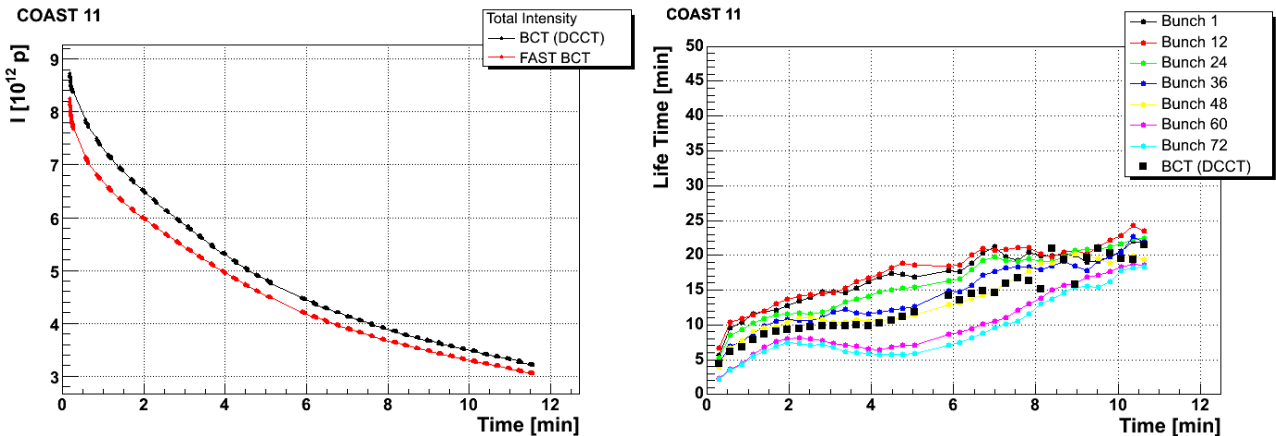 COAST 11
Total Intensity
BCT (DCCT)
FAST BCT
I [10¹² p]
9
8
7
6
5
4
3
0 2 4 6 8 10 12
Time [min]
COAST 11
Bunch 1
Bunch 12
Bunch 24
Bunch 36
Bunch 48
Bunch 60
Bunch 72
BCT (DCCT)
Life Time [min]
50
45
40
35
30
25
20
15
10
5
0
0 2 4 6 8 10 12
Time [min]